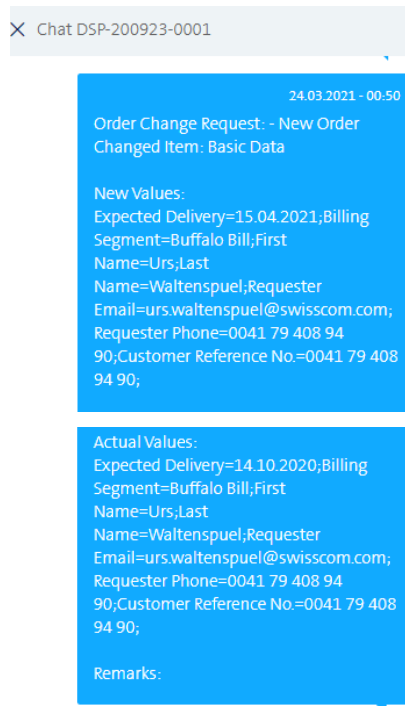 Chat DSP-200923-0001
24.03.2021 - 00:50
Order Change Request: - New Order
Changed Item: Basic Data
New Values:
Expected Delivery=15.04.2021;Billing
Segment=Buffalo Bill;First
Name=Urs;Last
Name=Waltenspuel;Requester
Email=urs.waltenspuel@swisscom.com;
Requester Phone=0041 79 408 94
90;Customer Reference No.=0041 79 408
94 90;
Actual Values:
Expected Delivery=14.10.2020;Billing
Segment=Buffalo Bill;First
Name=Urs;Last
Name=Waltenspuel;Requester
Email=urs.waltenspuel@swisscom.com;
Requester Phone=0041 79 408 94
90;Customer Reference No.=0041 79 408
94 90;
Remarks: